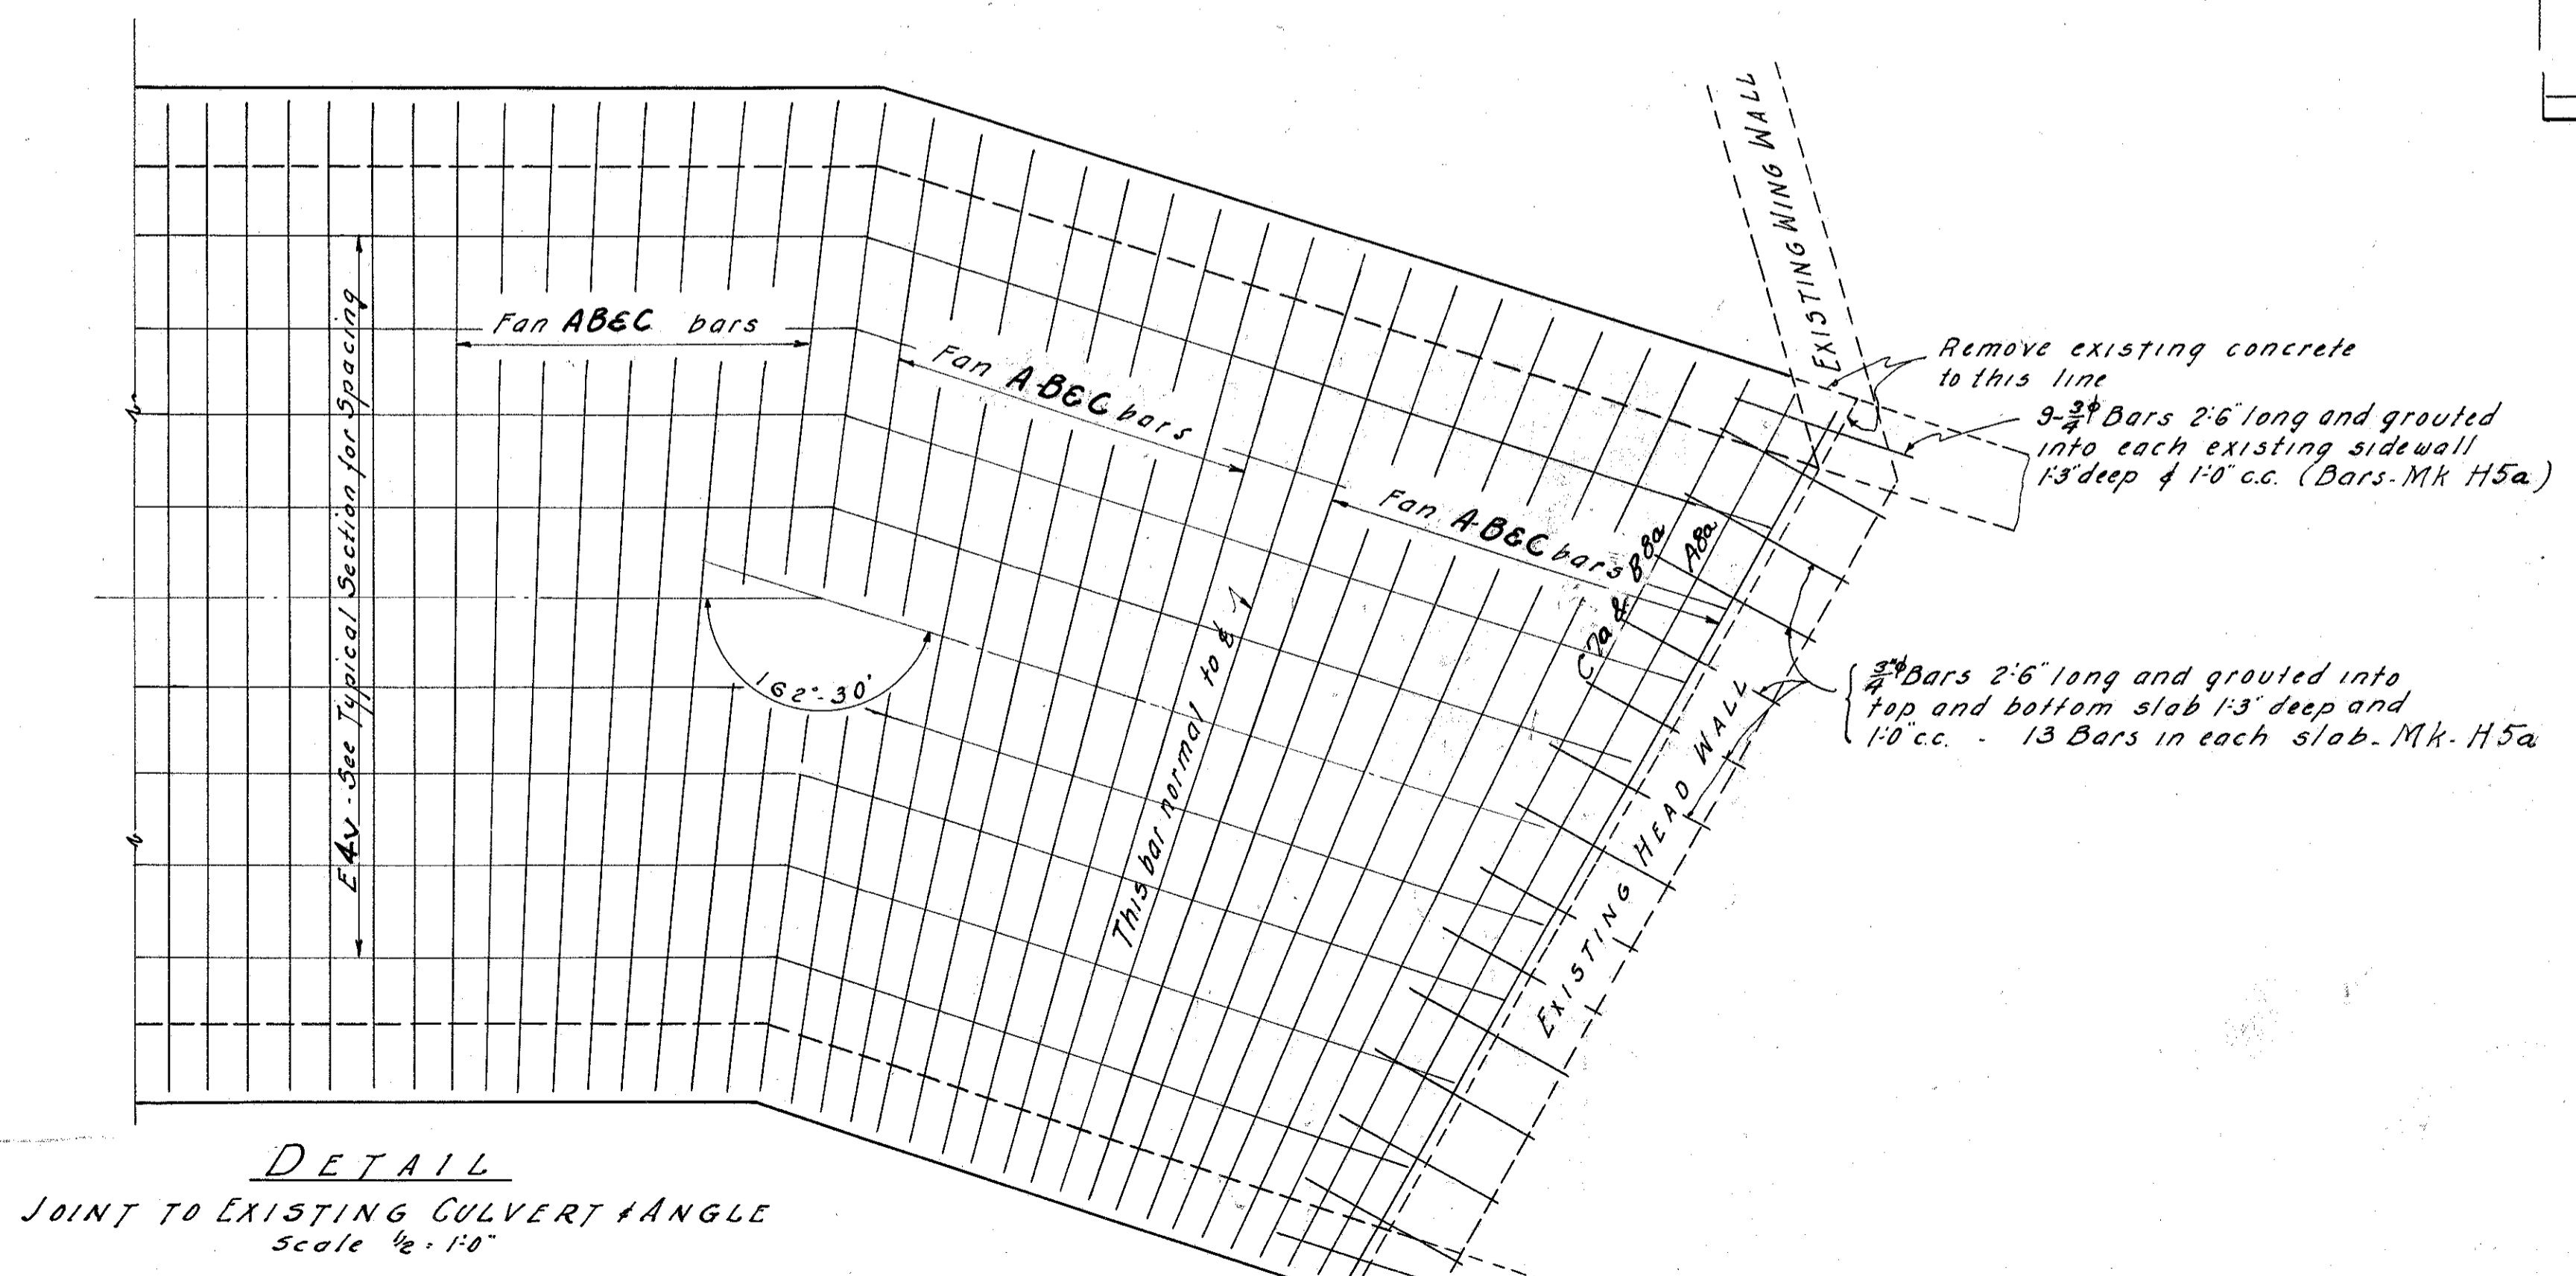 EXISTING WING WALL
Remove existing concrete
to this line
9-3/4"φ Bars 2'-6" long and grouted
into each existing sidewall
1'-3" deep & 1'-0" c.c. (Bars-Mk H5a)
Fan AB&C bars
Fan A-B&C bars
Fan A-B&C bars
E4v - See Typical Section for Spacing
C7a & B8a
A8a
This bar normal to ℄
162°-30'
EXISTING HEAD WALL
3/4"φ Bars 2'-6" long and grouted into
top and bottom slab 1'-3" deep and
1'-0" c.c. - 13 Bars in each slab-Mk-H5a
DETAIL
JOINT TO EXISTING CULVERT & ANGLE
Scale 1/2" = 1'-0"